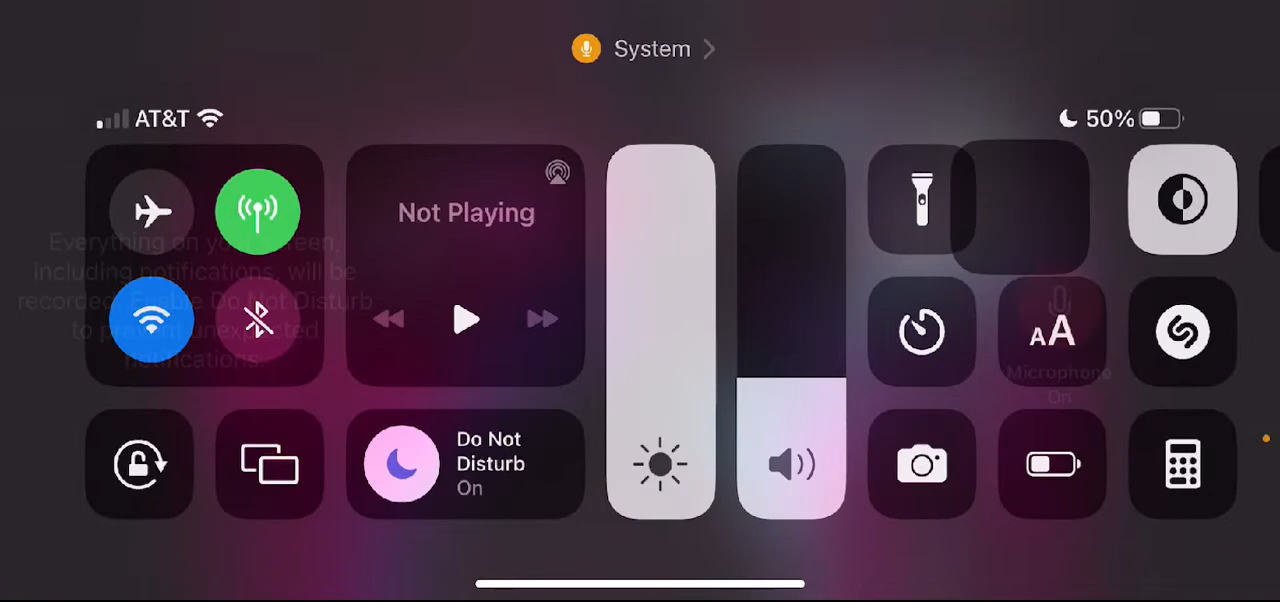 System
AT&T
50%
Not Playing
Everything on your screen,
including notifications, will be
recorded. Enable Do Not Disturb
to prevent unexpected
notifications.
AA
Microphone
On
Do Not
Disturb
On